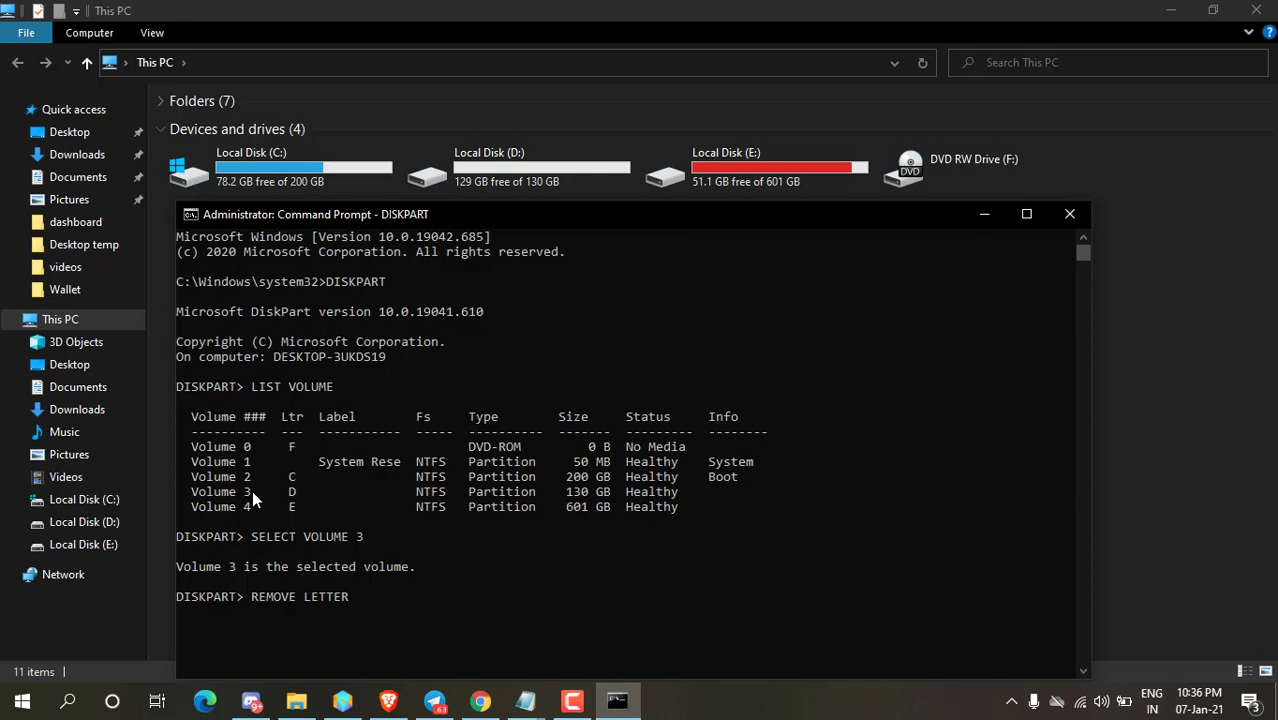 This PC
File Computer View
This PC
Search This PC
Quick access
Desktop
Downloads
Documents
Pictures
dashboard
Desktop temp
videos
Wallet
This PC
3D Objects
Desktop
Documents
Downloads
Music
Pictures
Videos
Local Disk (C:)
Local Disk (D:)
Local Disk (E:)
Network
Folders (7)
Devices and drives (4)
Local Disk (C:)
78.2 GB free of 200 GB
Local Disk (D:)
129 GB free of 130 GB
Local Disk (E:)
51.1 GB free of 601 GB
DVD
DVD RW Drive (F:)
Administrator: Command Prompt - DISKPART
Microsoft Windows [Version 10.0.19042.685]
(c) 2020 Microsoft Corporation. All rights reserved.
C:\Windows\system32>DISKPART
Microsoft DiskPart version 10.0.19041.610
Copyright (C) Microsoft Corporation.
On computer: DESKTOP-3UKDS19
DISKPART> LIST VOLUME
Volume ### Ltr Label Fs Type Size Status Info
---------- --- ----------- ----- ---------- ------- --------- --------
Volume 0 F DVD-ROM 0 B No Media
Volume 1 System Rese NTFS Partition 50 MB Healthy System
Volume 2 C NTFS Partition 200 GB Healthy Boot
Volume 3 D NTFS Partition 130 GB Healthy
Volume 4 E NTFS Partition 601 GB Healthy
DISKPART> SELECT VOLUME 3
Volume 3 is the selected volume.
DISKPART> REMOVE LETTER
11 items
63
ENG
IN
10:36 PM
07-Jan-21
3